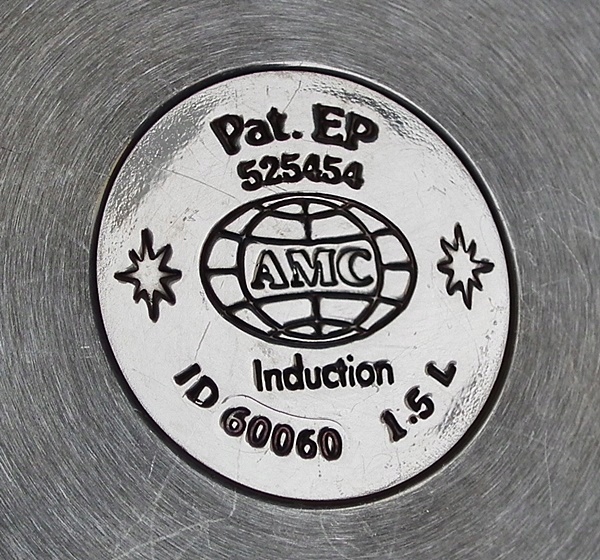 Pat. EP
525454
AMC
Induction
ID 60060 1.5 L